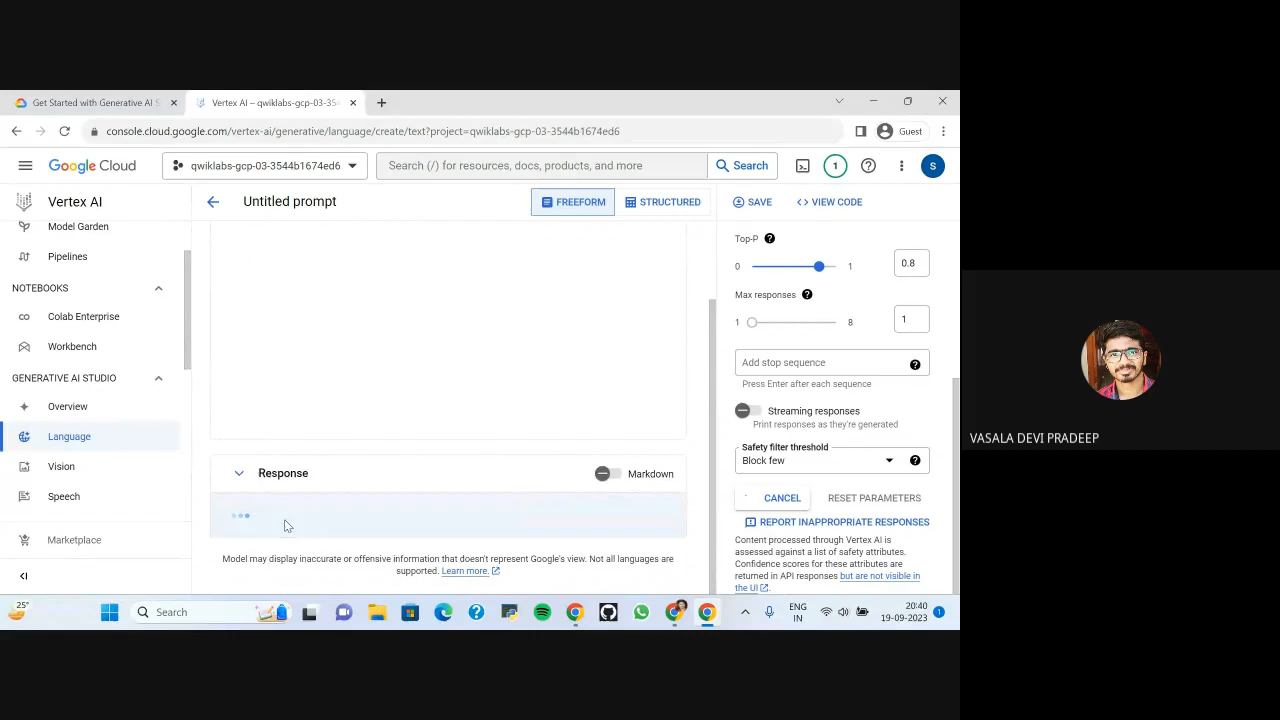 Get Started with Generative AI S
Vertex AI – qwiklabs-gcp-03-354
console.cloud.google.com/vertex-ai/generative/language/create/text?project=qwiklabs-gcp-03-3544b1674ed6
Guest
Google Cloud
qwiklabs-gcp-03-3544b1674ed6
Search (/) for resources, docs, products, and more
Search
1
S
Vertex AI
Untitled prompt
FREEFORM
STRUCTURED
SAVE
<> VIEW CODE
Model Garden
Pipelines
NOTEBOOKS
Colab Enterprise
Workbench
GENERATIVE AI STUDIO
Overview
Language
Vision
Speech
Marketplace
Response
Markdown
Model may display inaccurate or offensive information that doesn't represent Google's view. Not all languages are
supported. Learn more.
Top-P
0
1
0.8
Max responses
1
8
1
Add stop sequence
Press Enter after each sequence
Streaming responses
Print responses as they're generated
Safety filter threshold
Block few
CANCEL
RESET PARAMETERS
REPORT INAPPROPRIATE RESPONSES
Content processed through Vertex AI is
assessed against a list of safety attributes.
Confidence scores for these attributes are
returned in API responses but are not visible in
the UI.
VASALA DEVI PRADEEP
25°
Search
ENG
IN
20:40
19-09-2023
1